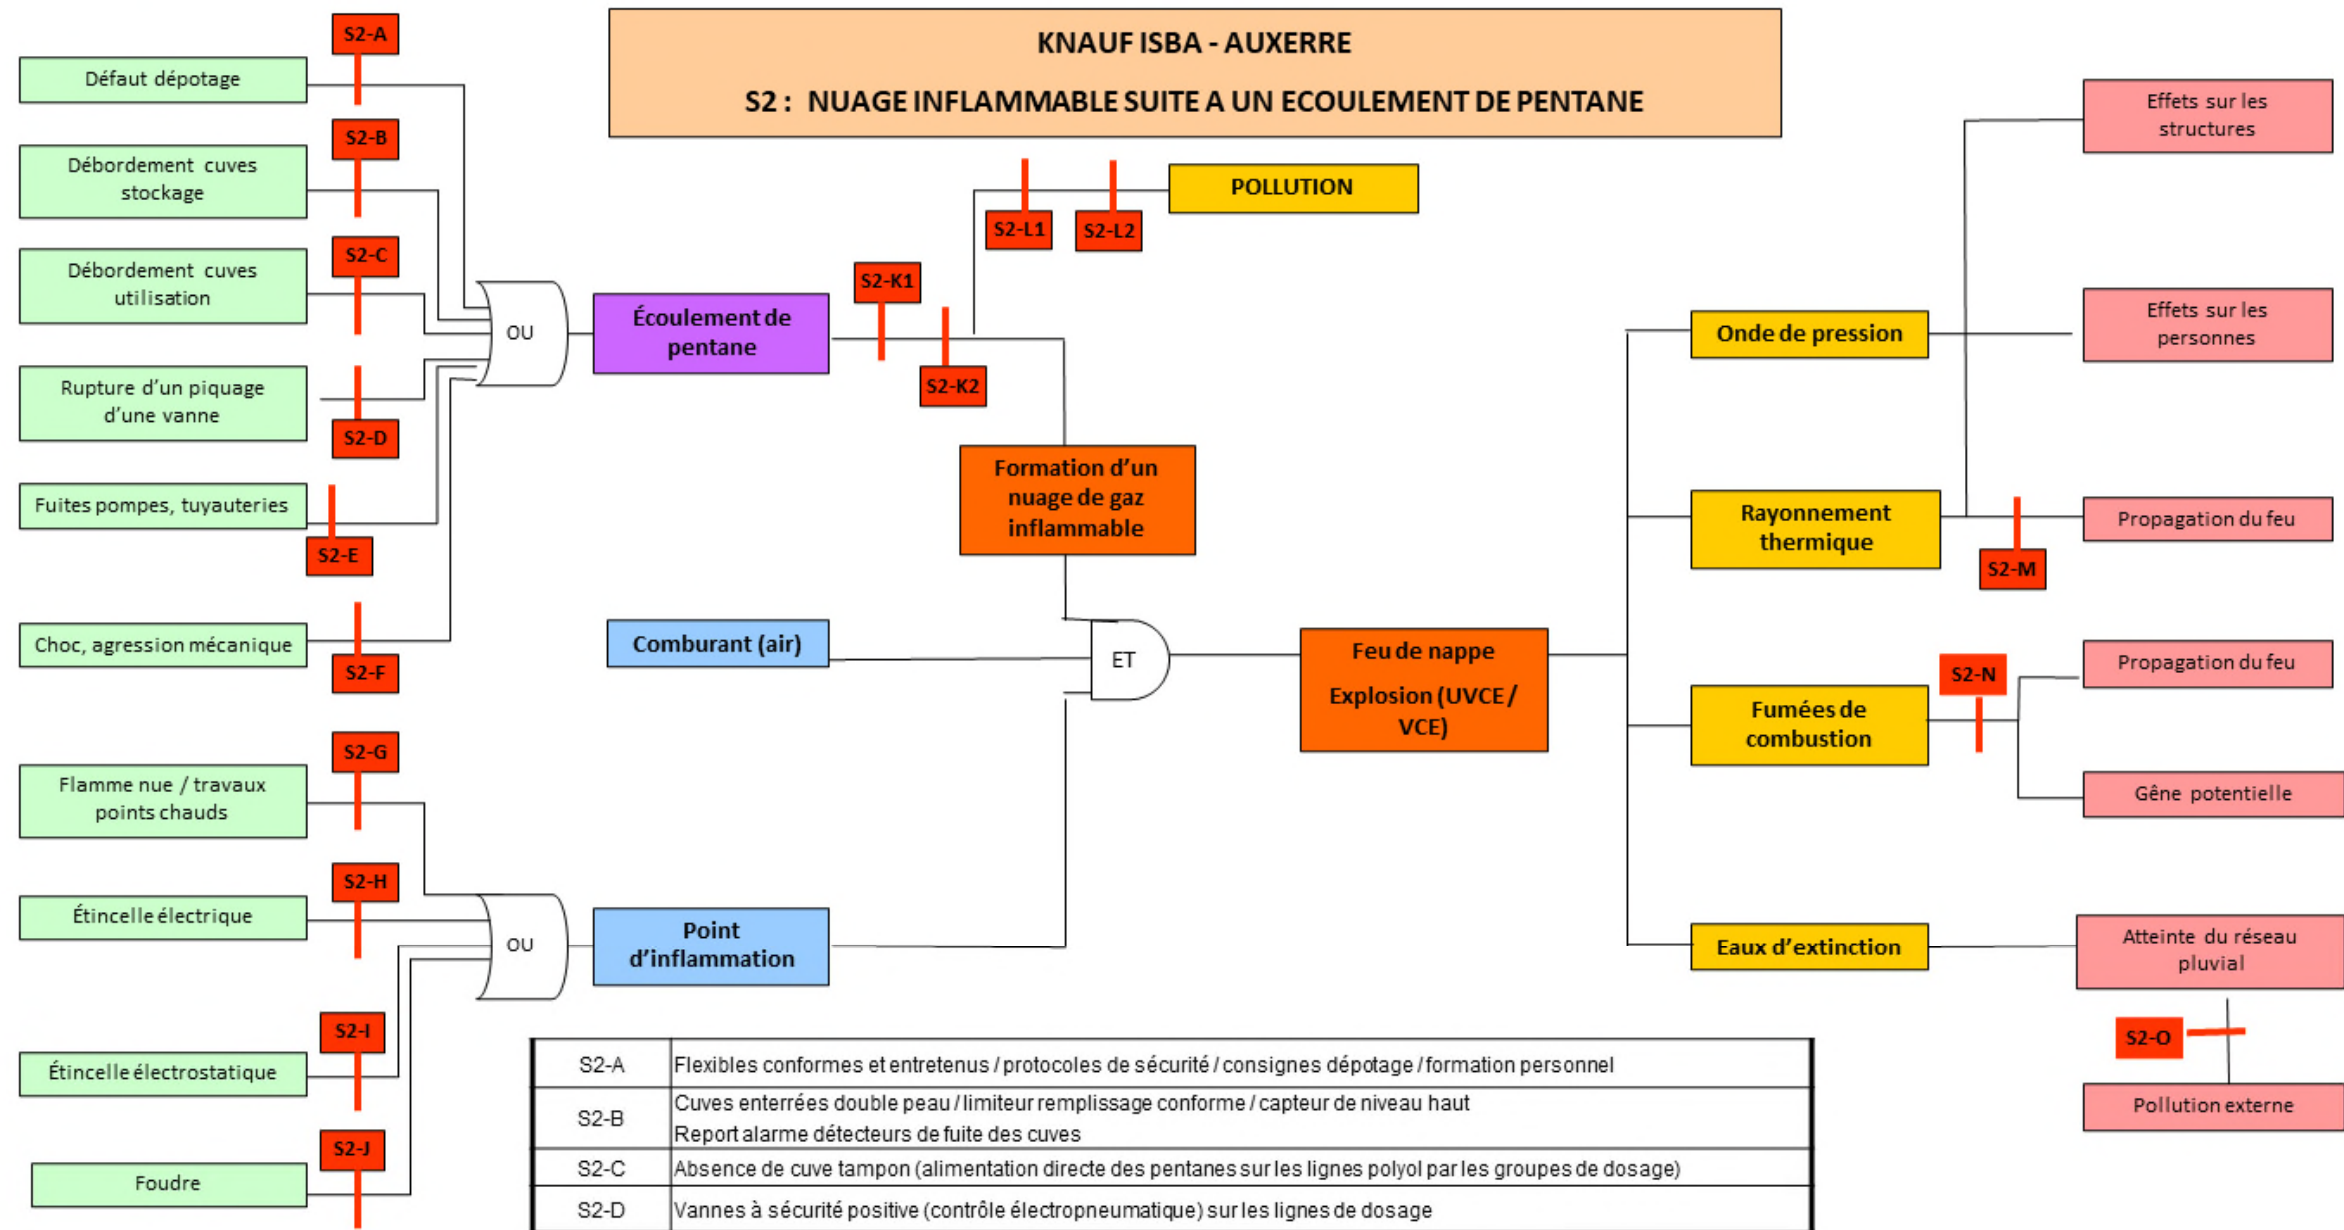 KNAUF ISBA - AUXERRE
S2 : NUAGE INFLAMMABLE SUITE A UN ECOULEMENT DE PENTANE
S2-A
Défaut dépotage
S2-B
Débordement cuves
stockage
S2-C
Débordement cuves
utilisation
Rupture d'un piquage
d'une vanne
S2-D
Fuites pompes, tuyauteries
S2-E
Choc, agression mécanique
S2-F
OU
Écoulement de
pentane
S2-K1
S2-K2
S2-L1
S2-L2
POLLUTION
Formation d'un
nuage de gaz
inflammable
Comburant (air)
ET
S2-G
Flamme nue / travaux
points chauds
S2-H
Étincelle électrique
S2-I
Étincelle électrostatique
S2-J
Foudre
OU
Point
d'inflammation
Feu de nappe
Explosion (UVCE /
VCE)
Onde de pression
Rayonnement
thermique
Fumées de
combustion
Eaux d'extinction
Effets sur les
structures
Effets sur les
personnes
Propagation du feu
S2-M
S2-N
Propagation du feu
Gêne potentielle
Atteinte du réseau
pluvial
S2-O
Pollution externe
S2-A Flexibles conformes et entretenus / protocoles de sécurité / consignes dépotage / formation personnel
S2-B Cuves enterrées double peau / limiteur remplissage conforme / capteur de niveau haut
Report alarme détecteurs de fuite des cuves
S2-C Absence de cuve tampon (alimentation directe des pentanes sur les lignes polyol par les groupes de dosage)
S2-D Vannes à sécurité positive (contrôle électropneumatique) sur les lignes de dosage